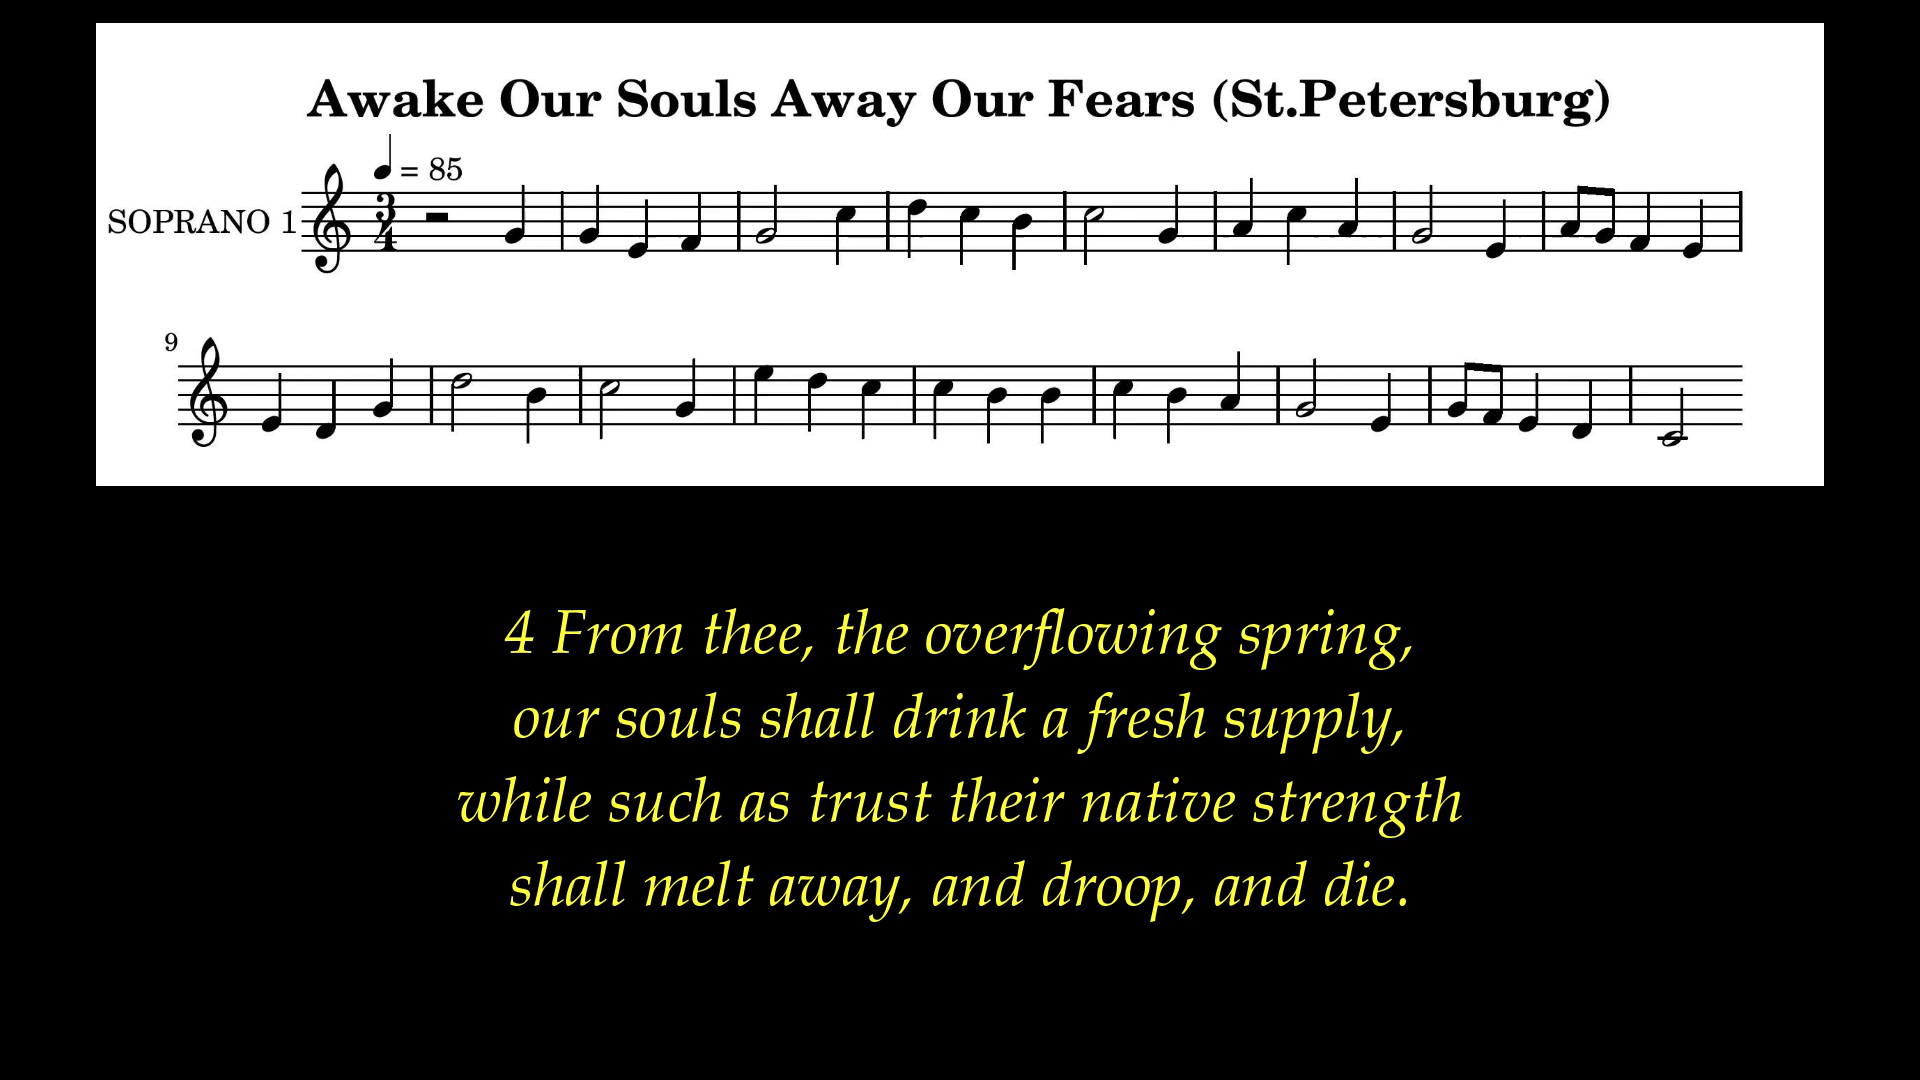 Awake Our Souls Away Our Fears (St.Petersburg)
= 85
SOPRANO 1
3
4
9
4 From thee, the overflowing spring,
our souls shall drink a fresh supply,
while such as trust their native strength
shall melt away, and droop, and die.